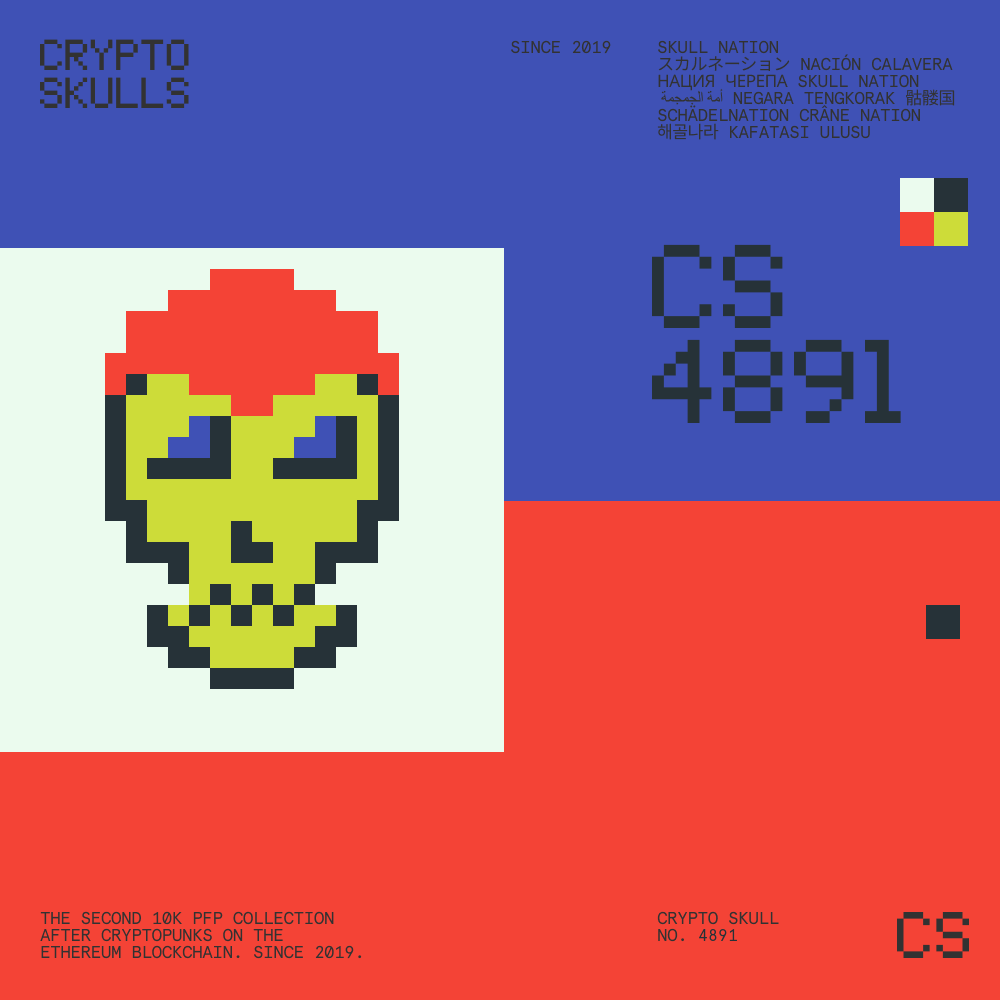 CRYPTO
SKULLS
SINCE 2019
SKULL NATION
スカルネーション NACIÓN CALAVERA
НАЦИЯ ЧЕРЕПА SKULL NATION
أمة الجمجمة NEGARA TENGKORAK 骷髅国
SCHÄDELNATION CRÂNE NATION
해골나라 KAFATASI ULUSU
CS
4891
THE SECOND 10K PFP COLLECTION
AFTER CRYPTOPUNKS ON THE
ETHEREUM BLOCKCHAIN. SINCE 2019.
CRYPTO SKULL
NO. 4891
CS